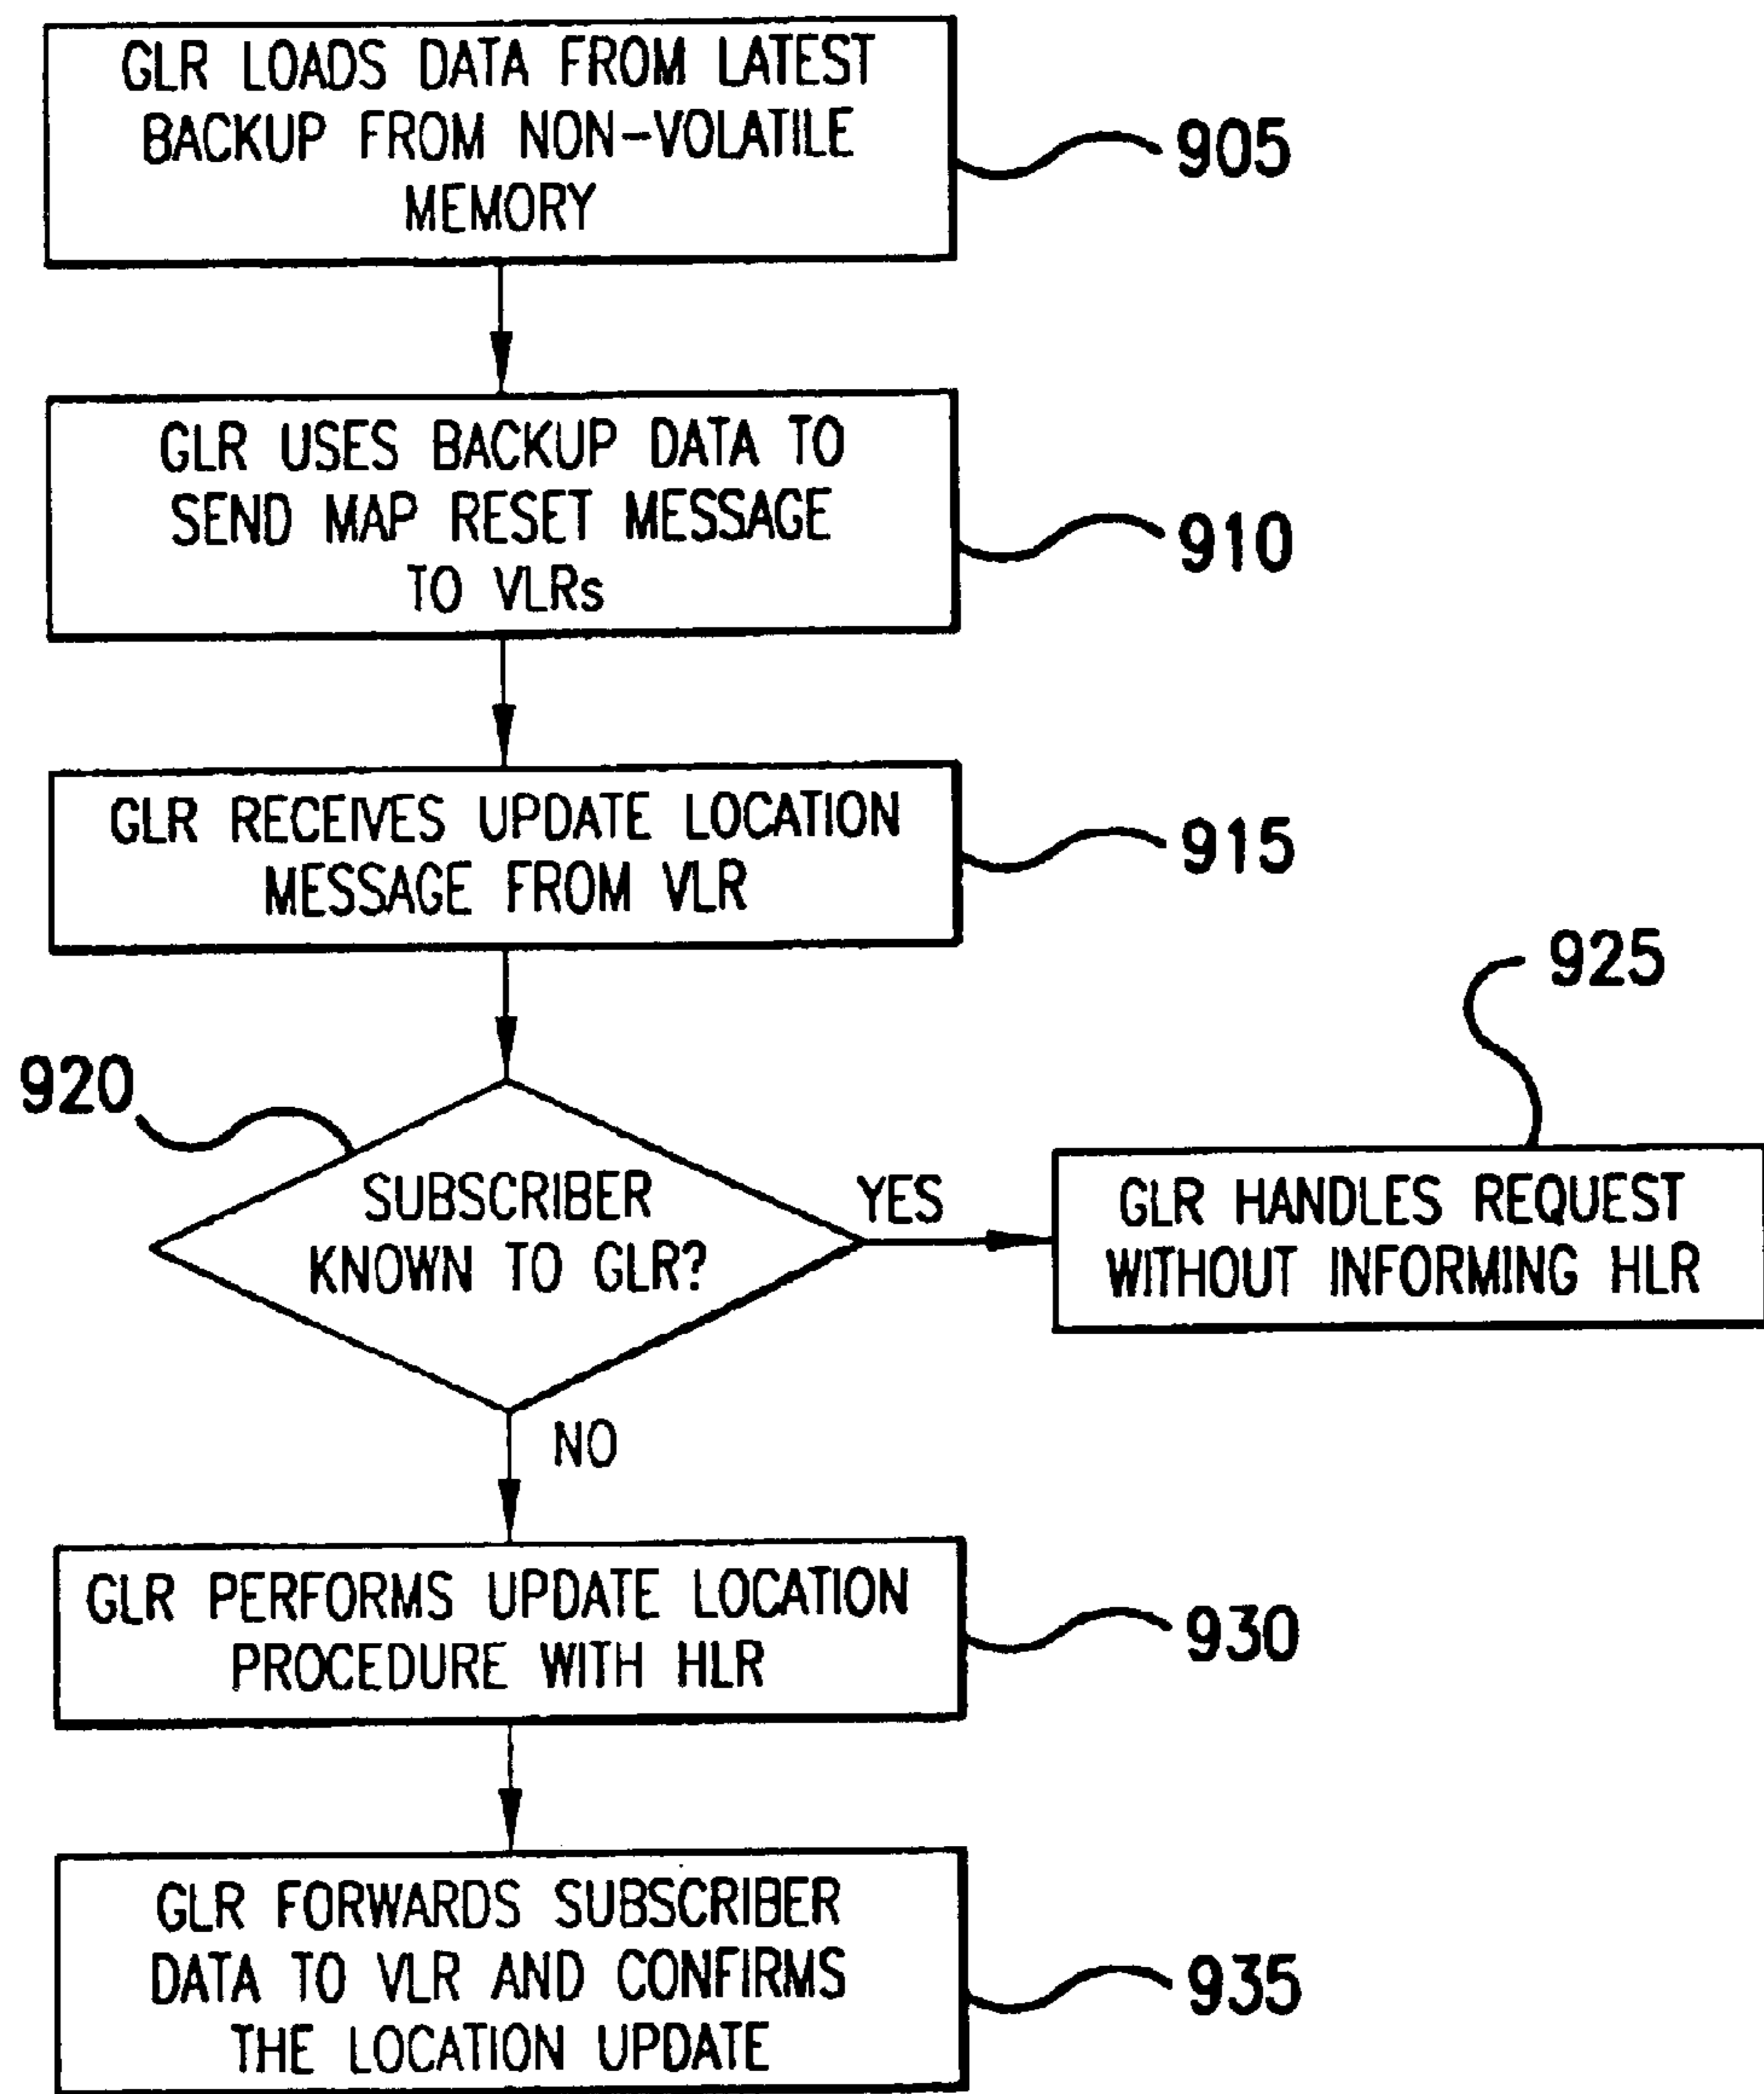 GLR LOADS DATA FROM LATEST
BACKUP FROM NON-VOLATILE
MEMORY
905
GLR USES BACKUP DATA TO
SEND MAP RESET MESSAGE
TO VLRs
910
GLR RECEIVES UPDATE LOCATION
MESSAGE FROM VLR
915
920
SUBSCRIBER
KNOWN TO GLR?
YES
925
GLR HANDLES REQUEST
WITHOUT INFORMING HLR
NO
GLR PERFORMS UPDATE LOCATION
PROCEDURE WITH HLR
930
GLR FORWARDS SUBSCRIBER
DATA TO VLR AND CONFIRMS
THE LOCATION UPDATE
935